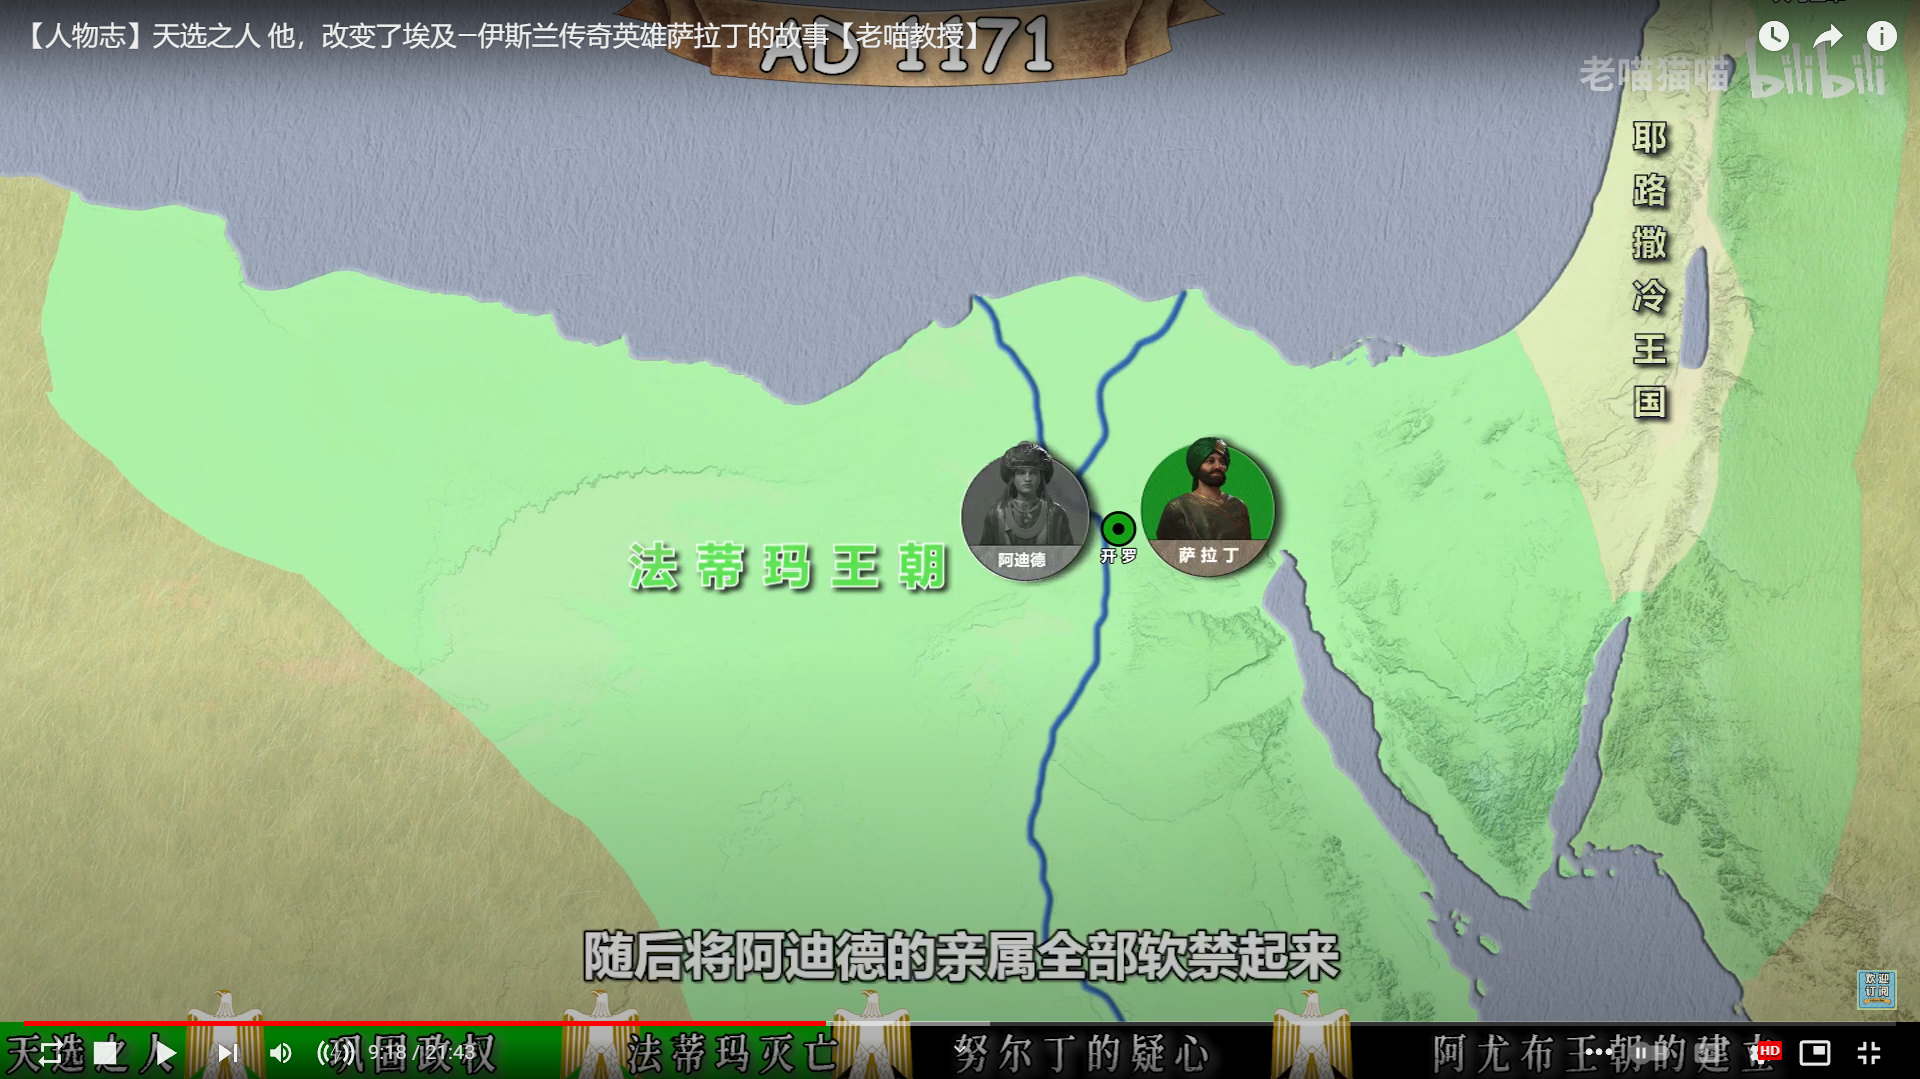 【人物志】天选之人 他，改变了埃及—伊斯兰传奇英雄萨拉丁的故事【老喵教授】
AD 1171
老喵猫喵 bilibili
耶路撒冷王国
阿迪德
开罗
萨拉丁
法蒂玛王朝
随后将阿迪德的亲属全部软禁起来
欢迎
订阅
天选之人 巩固政权 法蒂玛灭亡 努尔丁的疑心 阿尤布王朝的建立
9:18 / 21:43
HD